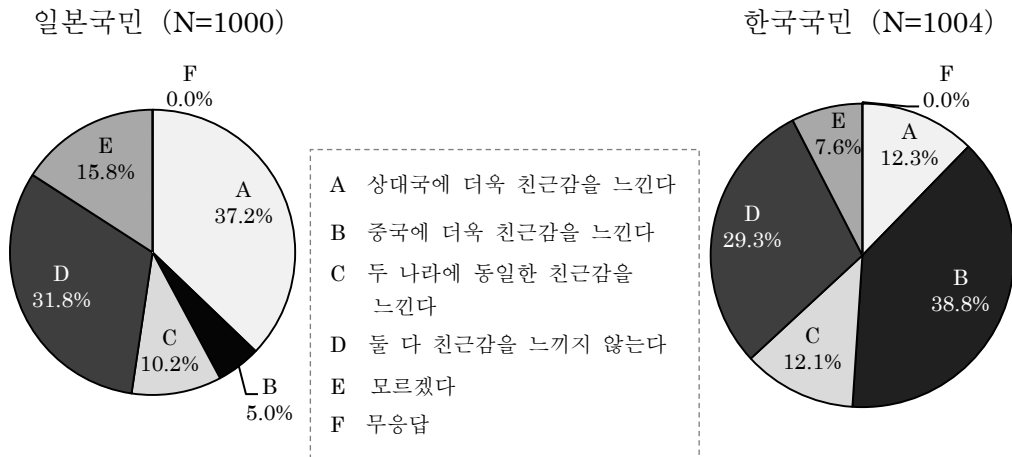 일본국민 (N=1000)
한국국민 (N=1004)
F
0.0%
A
37.2%
B
5.0%
C
10.2%
D
31.8%
E
15.8%
A 상대국에 더욱 친근감을 느낀다
B 중국에 더욱 친근감을 느낀다
C 두 나라에 동일한 친근감을
느낀다
D 둘 다 친근감을 느끼지 않는다
E 모르겠다
F 무응답
F
0.0%
A
12.3%
B
38.8%
C
12.1%
D
29.3%
E
7.6%